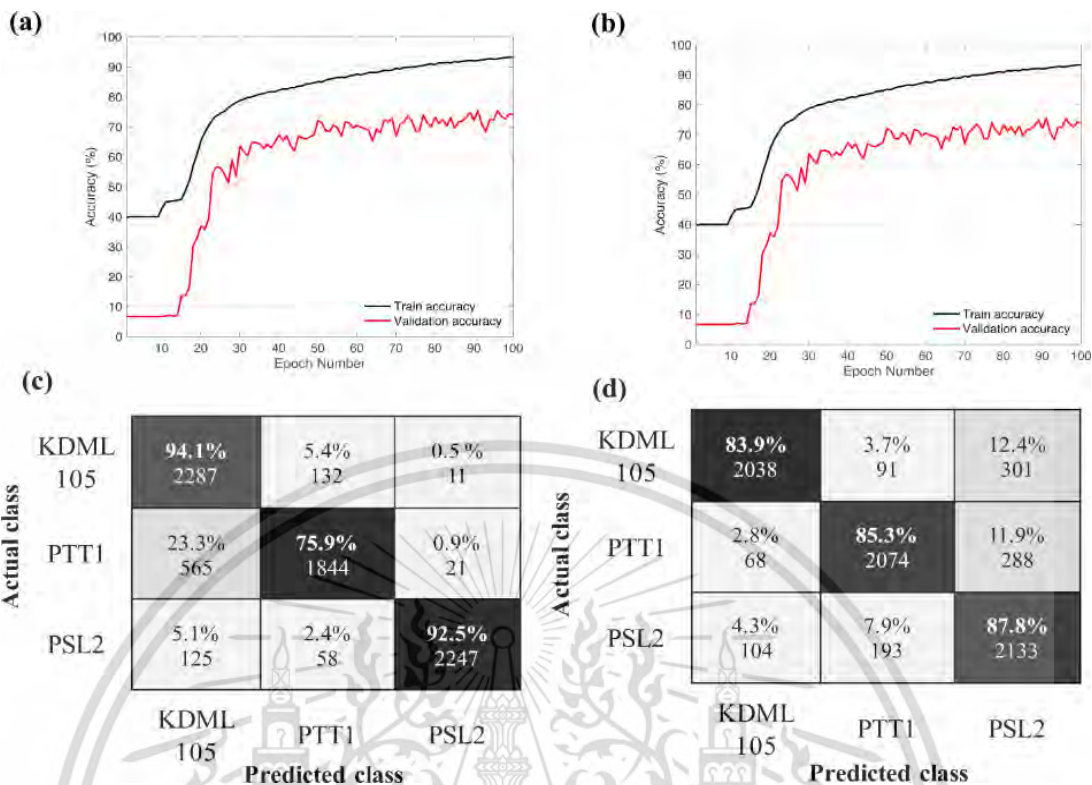 (a)
100
90
80
70
60
50
40
30
20
10
0
Accuracy (%)
10 20 30 40 50 60 70 80 90 100
Epoch Number
Train accuracy
Validation accuracy
(b)
100
90
80
70
60
50
40
30
20
10
0
Accuracy (%)
10 20 30 40 50 60 70 80 90 100
Epoch Number
Train accuracy
Validation accuracy
(c)
Actual class
KDML
105
94.1% 5.4% 0.5%
2287 132 11
PTT1
23.3% 75.9% 0.9%
565 1844 21
PSL2
5.1% 2.4% 92.5%
125 58 2247
KDML
105
PTT1
PSL2
Predicted class
(d)
Actual class
KDML
105
83.9% 3.7% 12.4%
2038 91 301
PTT1
2.8% 85.3% 11.9%
68 2074 288
PSL2
4.3% 7.9% 87.8%
104 193 2133
KDML
105
PTT1
PSL2
Predicted class